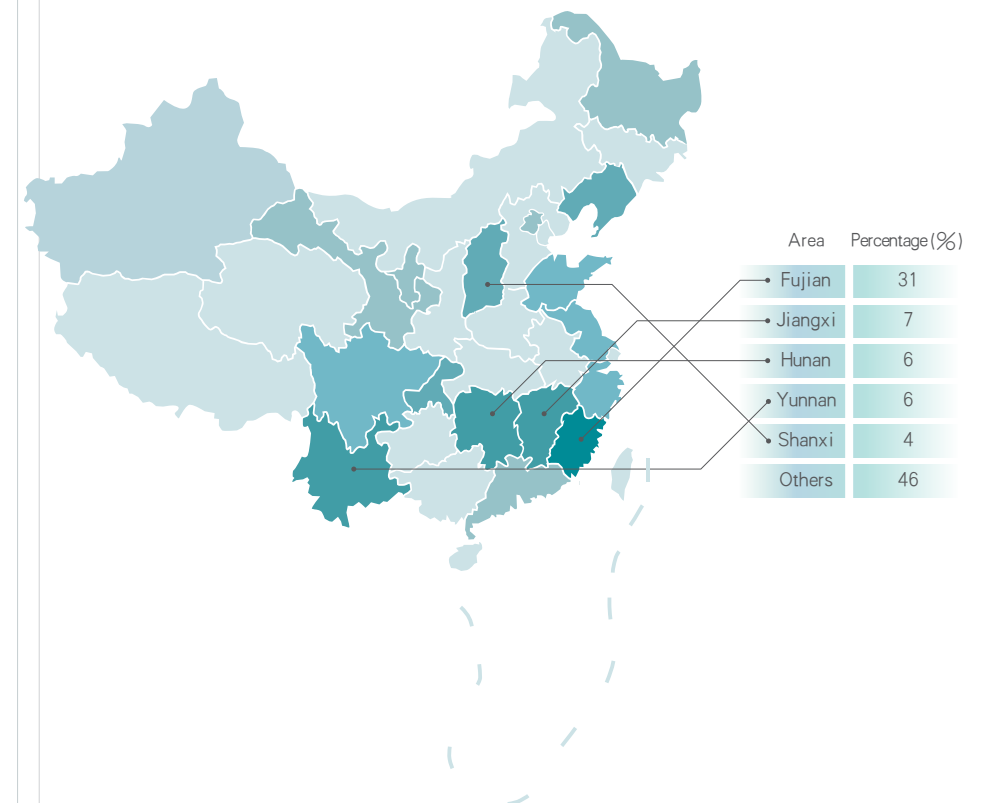 Area Percentage (%)
Fujian 31
Jiangxi 7
Hunan 6
Yunnan 6
Shanxi 4
Others 46